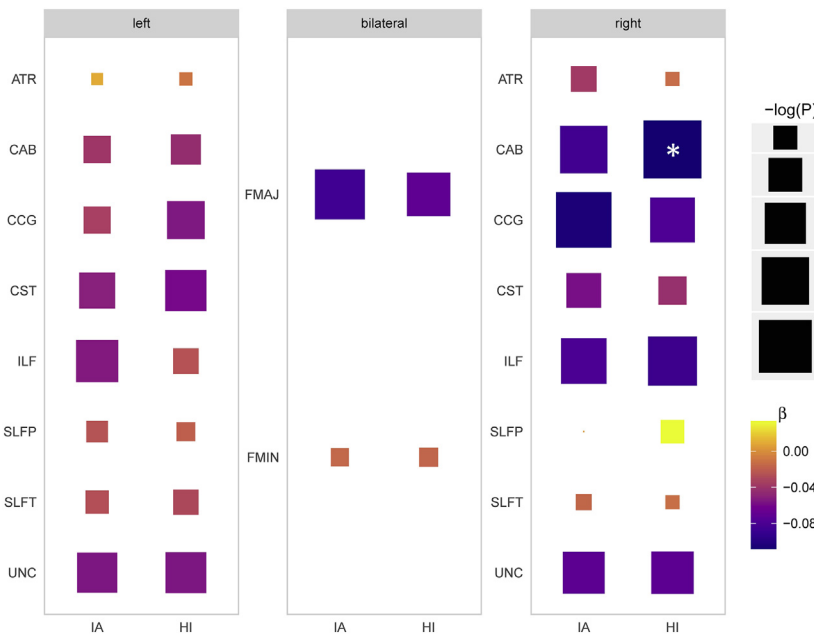 left bilateral right
ATR ATR
−log(P)
CAB CAB
*
FMAJ
CCG CCG
CST CST
ILF ILF
β
SLFP SLFP
0.00
FMIN
−0.04
SLFT SLFT
−0.08
UNC UNC
IA HI IA HI IA HI